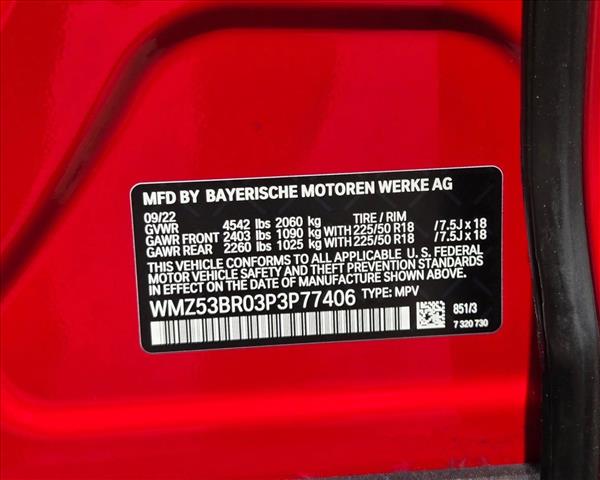 MFD BY BAYERISCHE MOTOREN WERKE AG
09/22
GVWR 4542 lbs 2060 kg TIRE / RIM
GAWR FRONT 2403 lbs 1090 kg WITH 225/50 R18 /7.5J x 18
GAWR REAR 2260 lbs 1025 kg WITH 225/50 R18 /7.5J x 18
THIS CONFORMS TO ALL APPLICABLE U. S. FEDERAL
MOTOR VEHICLE SAFETY, BUMPER, AND THEFT PREVENTION
STANDARDS IN EFFECT ON THE DATE OF MANUFACTURE SHOWN ABOVE.
WMZ53BR03P3P77406 TYPE: MPV
851/3
7 320 730